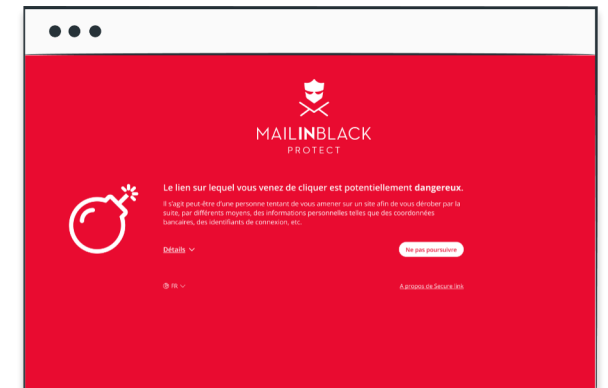 MAILINBLACK
PROTECT
Le lien sur lequel vous venez de cliquer est potentiellement dangereux.
Il s'agit peut-être d'une personne tentant de vous amener sur un site afin de vous dérober par la
suite, par différents moyens, des informations personnelles telles que des coordonnées
bancaires, des identifiants de connexion, etc.
Détails
Ne pas poursuivre
FR
A propos de Secure link